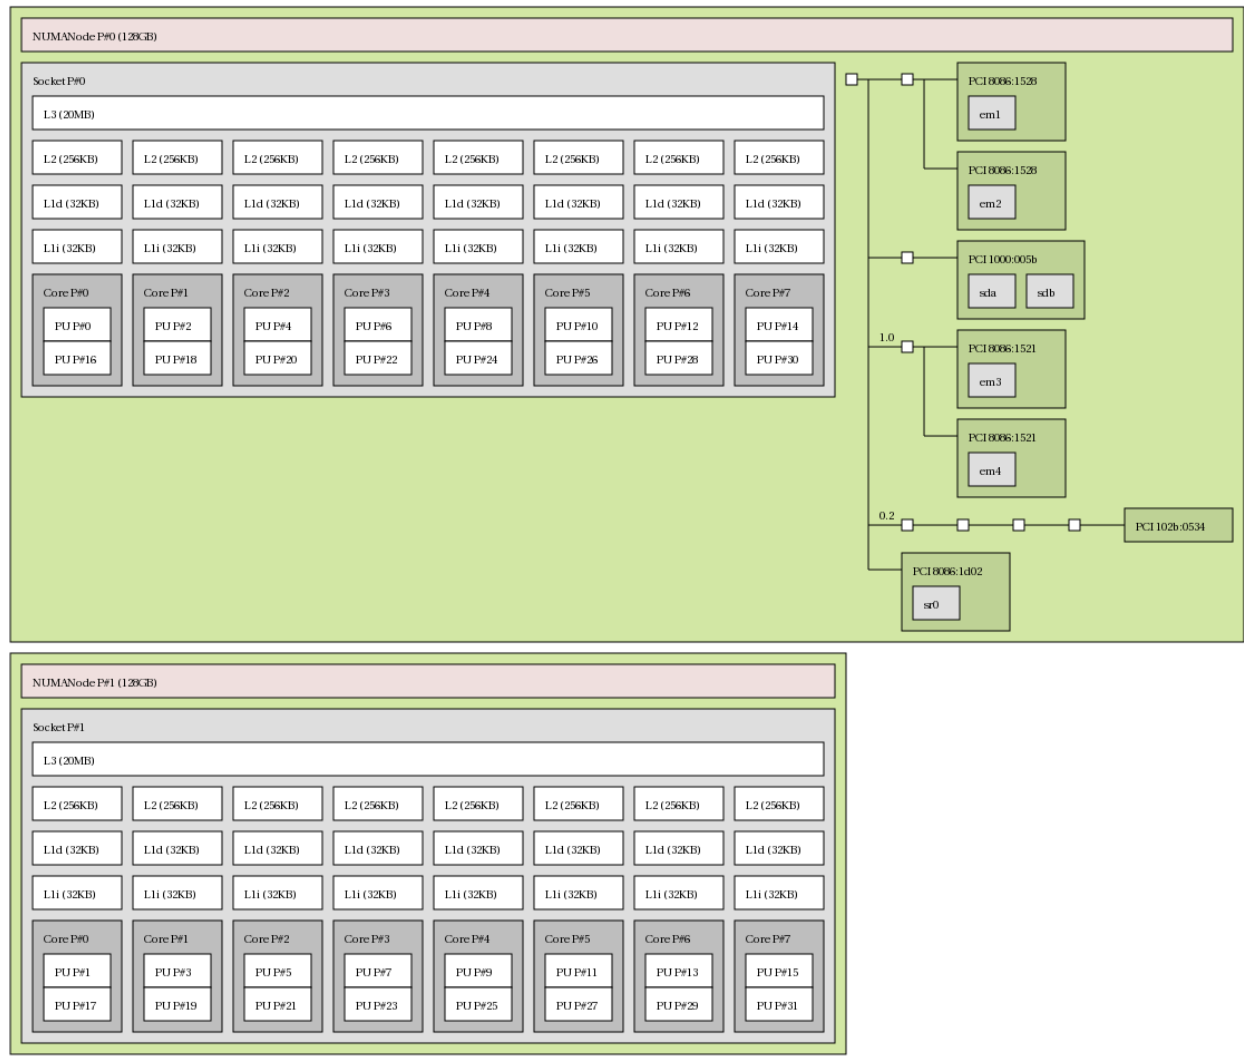 NUMANode P#0 (128GB)
Socket P#0
L3 (20MB)
L2 (256KB) L2 (256KB) L2 (256KB) L2 (256KB) L2 (256KB) L2 (256KB) L2 (256KB) L2 (256KB)
L1d (32KB) L1d (32KB) L1d (32KB) L1d (32KB) L1d (32KB) L1d (32KB) L1d (32KB) L1d (32KB)
L1i (32KB) L1i (32KB) L1i (32KB) L1i (32KB) L1i (32KB) L1i (32KB) L1i (32KB) L1i (32KB)
Core P#0 Core P#1 Core P#2 Core P#3 Core P#4 Core P#5 Core P#6 Core P#7
PU P#0 PU P#2 PU P#4 PU P#6 PU P#8 PU P#10 PU P#12 PU P#14
PU P#16 PU P#18 PU P#20 PU P#22 PU P#24 PU P#26 PU P#28 PU P#30
PCI 8086:1528
em1
PCI 8086:1528
em2
PCI 1000:005b
sda sdb
1.0
PCI 8086:1521
em3
PCI 8086:1521
em4
0.2
PCI 102b:0534
PCI 8086:1d02
sr0
NUMANode P#1 (128GB)
Socket P#1
L3 (20MB)
L2 (256KB) L2 (256KB) L2 (256KB) L2 (256KB) L2 (256KB) L2 (256KB) L2 (256KB) L2 (256KB)
L1d (32KB) L1d (32KB) L1d (32KB) L1d (32KB) L1d (32KB) L1d (32KB) L1d (32KB) L1d (32KB)
L1i (32KB) L1i (32KB) L1i (32KB) L1i (32KB) L1i (32KB) L1i (32KB) L1i (32KB) L1i (32KB)
Core P#0 Core P#1 Core P#2 Core P#3 Core P#4 Core P#5 Core P#6 Core P#7
PU P#1 PU P#3 PU P#5 PU P#7 PU P#9 PU P#11 PU P#13 PU P#15
PU P#17 PU P#19 PU P#21 PU P#23 PU P#25 PU P#27 PU P#29 PU P#31